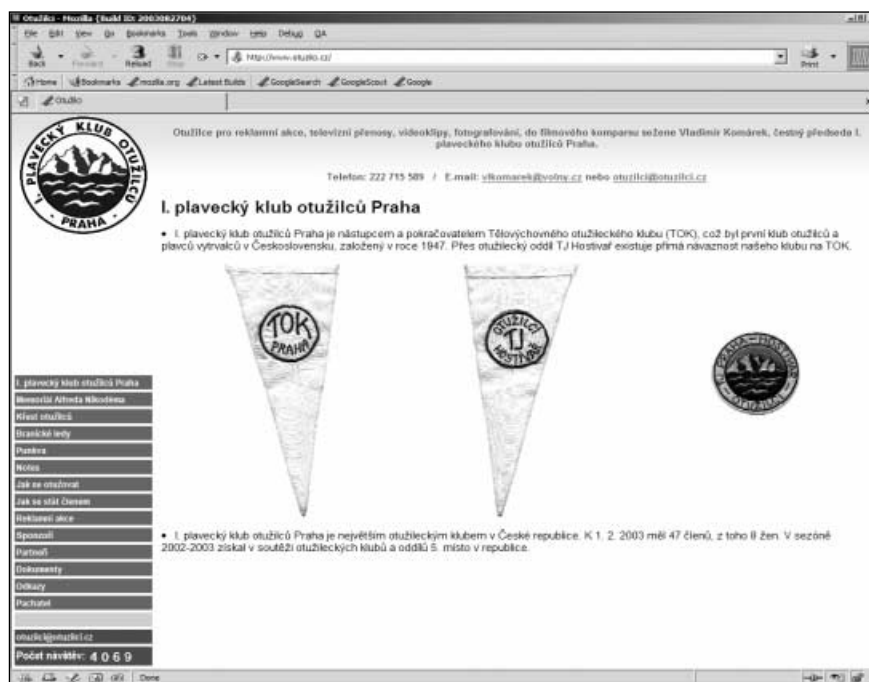 Otužilci - Mozilla {Build ID: 2003082704}
File Edit View Go Bookmarks Tools Window Help Debug QA
Back Forward Reload Stop http://www.otuzilci.cz/ Print
Home Bookmarks mozilla.org Latest Builds GoogleSearch GoogleScout Google
Otužilci
I. PLAVECKÝ KLUB OTUŽILCŮ
PRAHA
Otužilce pro reklamní akce, televizní přenosy, videoklipy, fotografování, do filmového komparsu sežene Vladimír Komárek, čestný předseda I.
plaveckého klubu otužilců Praha.
Telefon: 222 715 589 / E.mail: vlkomarek@volny.cz nebo otuzilci@otuzilci.cz
I. plavecký klub otužilců Praha
• I. plavecký klub otužilců Praha je nástupcem a pokračovatelem Tělovýchovného otužileckého klubu (TOK), což byl první klub otužilců a
plavců vytrvalců v Československu, založený v roce 1947. Přes otužilecký oddíl TJ Hostivař existuje přímá návaznost našeho klubu na TOK.
TOK
PRAHA
OTUŽILCI
TJ
HOSTIVAŘ
TJ PRAHA - HOSTIVAŘ
OTUŽILCI
I. plavecký klub otužilců Praha
Memoriál Alfreda Nikodéma
Křest otužilců
Branické ledy
Punkva
Notes
Jak se otužovat
Jak se stát členem
Reklamní akce
Sponzoři
Partneři
Dokumenty
Odkazy
Pachatel
• I. plavecký klub otužilců Praha je největším otužileckým klubem v České republice. K 1. 2. 2003 měl 47 členů, z toho 8 žen. V sezóně
2002-2003 získal v soutěži otužileckých klubů a oddílů 5. místo v republice.
otuzilci@otuzilci.cz
Počet návštěv: 4 0 6 9
Done